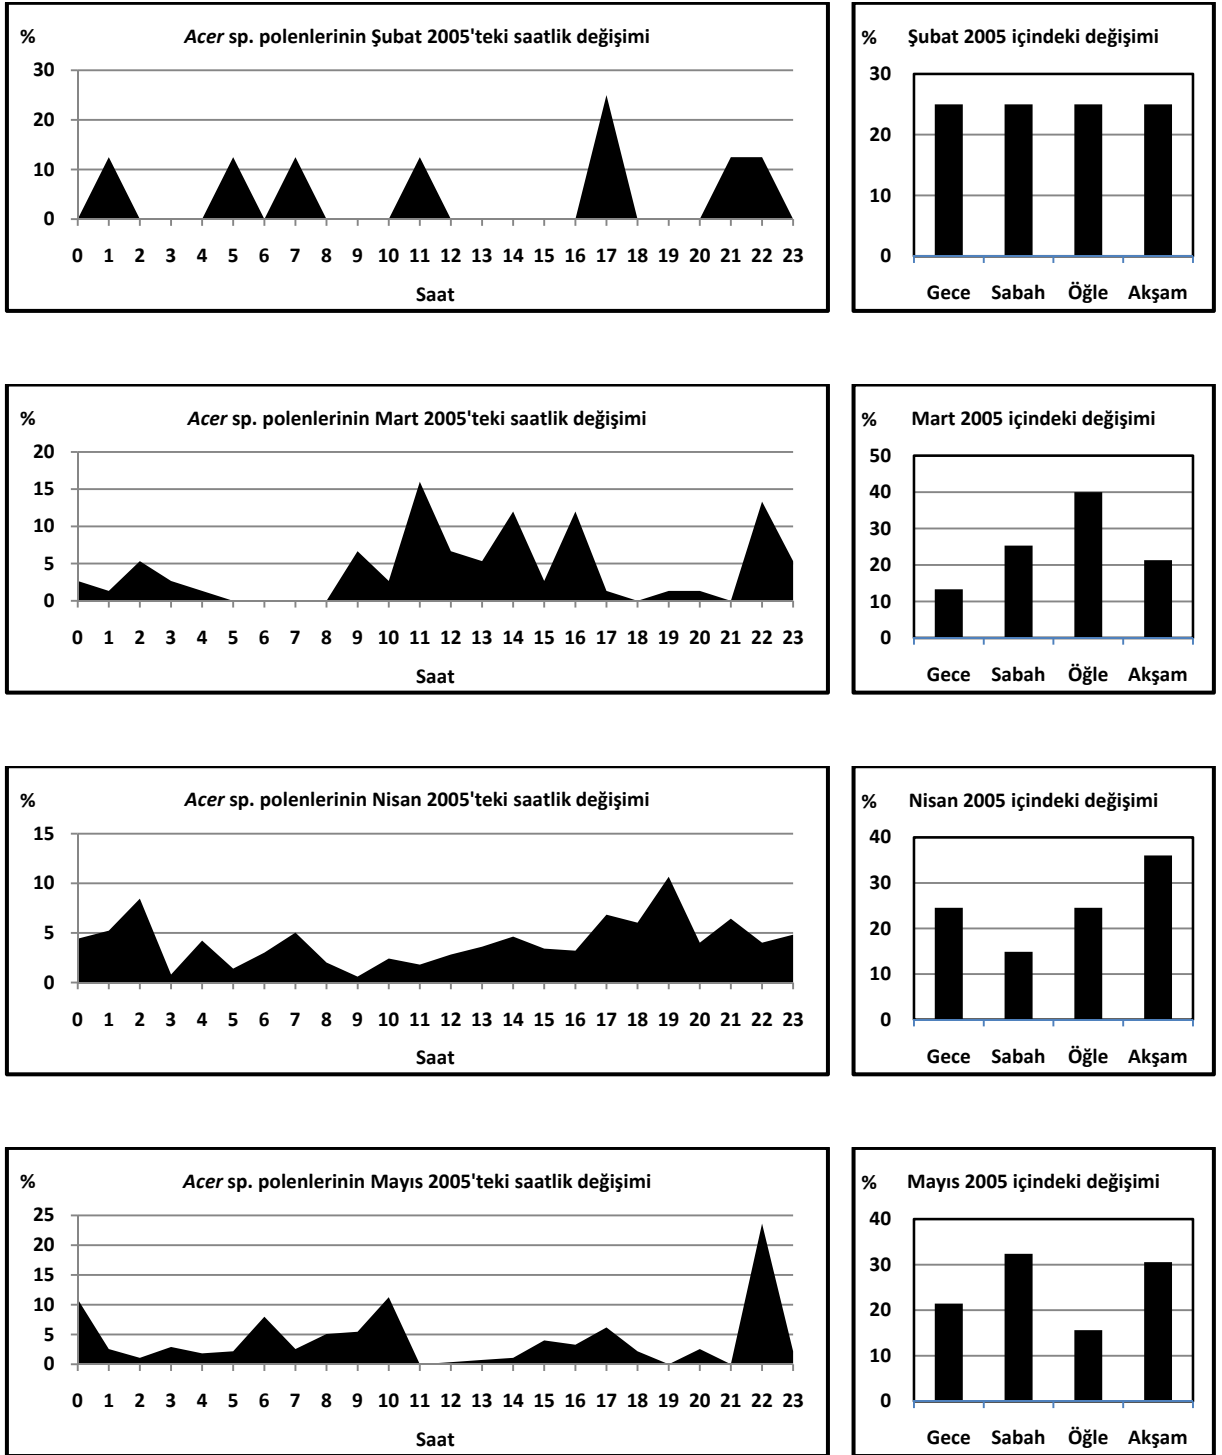 % Acer sp. polenlerinin Şubat 2005'teki saatlik değişimi
30
20
10
0
0 1 2 3 4 5 6 7 8 9 10 11 12 13 14 15 16 17 18 19 20 21 22 23
Saat
% Şubat 2005 içindeki değişimi
30
20
10
0
Gece Sabah Öğle Akşam
% Acer sp. polenlerinin Mart 2005'teki saatlik değişimi
20
15
10
5
0
0 1 2 3 4 5 6 7 8 9 10 11 12 13 14 15 16 17 18 19 20 21 22 23
Saat
% Mart 2005 içindeki değişimi
50
40
30
20
10
0
Gece Sabah Öğle Akşam
% Acer sp. polenlerinin Nisan 2005'teki saatlik değişimi
15
10
5
0
0 1 2 3 4 5 6 7 8 9 10 11 12 13 14 15 16 17 18 19 20 21 22 23
Saat
% Nisan 2005 içindeki değişimi
40
30
20
10
0
Gece Sabah Öğle Akşam
% Acer sp. polenlerinin Mayıs 2005'teki saatlik değişimi
25
20
15
10
5
0
0 1 2 3 4 5 6 7 8 9 10 11 12 13 14 15 16 17 18 19 20 21 22 23
Saat
% Mayıs 2005 içindeki değişimi
40
30
20
10
0
Gece Sabah Öğle Akşam